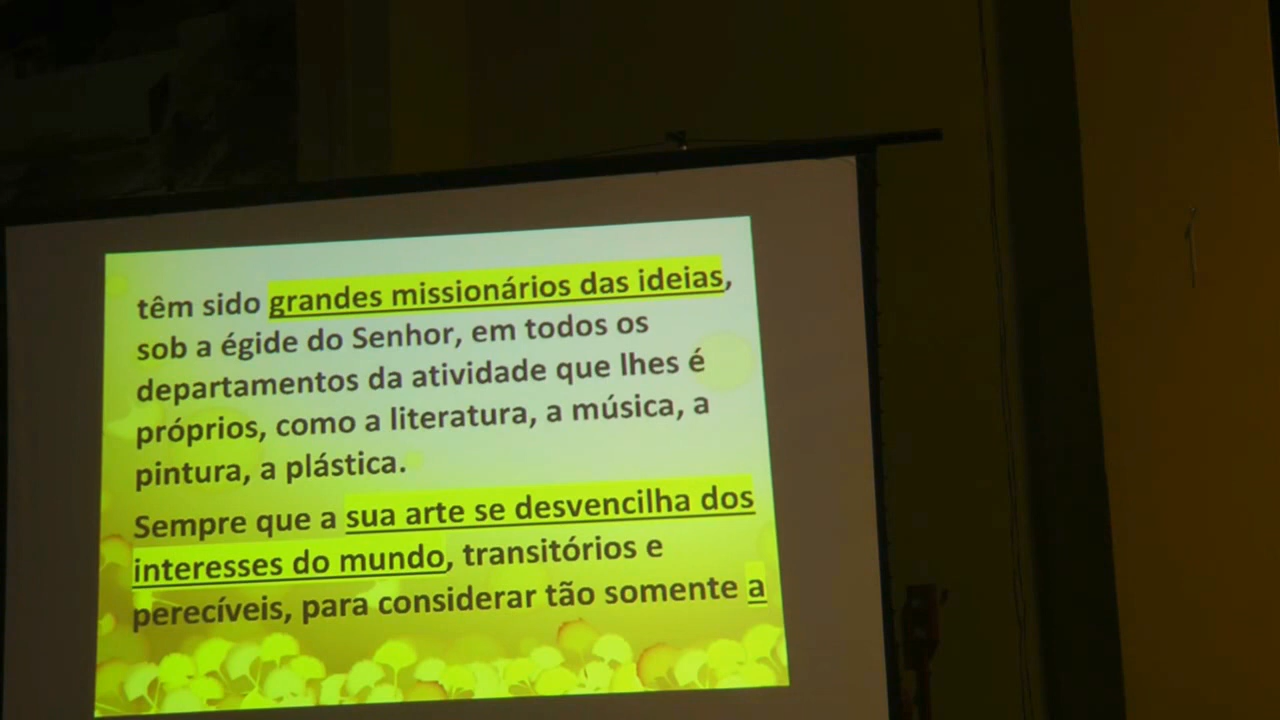 têm sido grandes missionários das ideias,
sob a égide do Senhor, em todos os
departamentos da atividade que lhes é
próprios, como a literatura, a música, a
pintura, a plástica.
Sempre que a sua arte se desvencilha dos
interesses do mundo, transitórios e
perecíveis, para considerar tão somente a